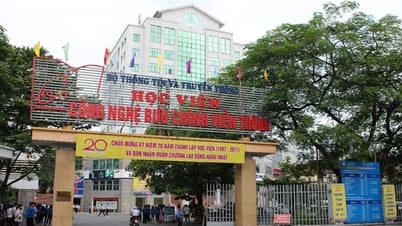 BỘ THÔNG TIN VÀ TRUYỀN THÔNG
HỌC VIỆN
CÔNG NGHỆ BƯU CHÍNH VIỄN THÔNG
20 CHÀO MỪNG KỶ NIỆM 20 NĂM THÀNH LẬP HỌC VIỆN (1997 - 2017)
VÀ ĐÓN NHẬN HUÂN CHƯƠNG LAO ĐỘNG HẠNG NHẤT